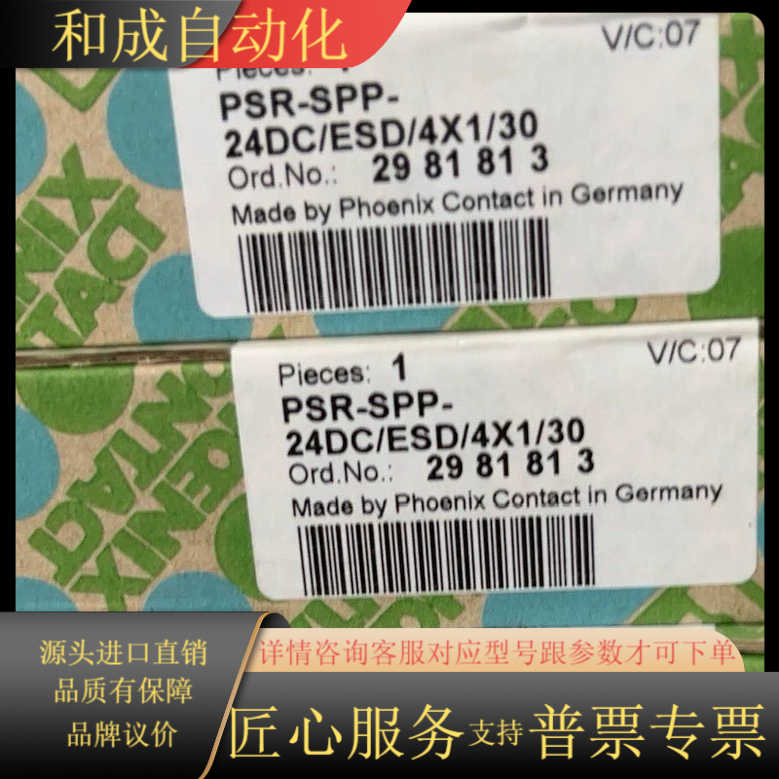 和成自动化
V/C:07
Pieces: 1
PSR-SPP-
24DC/ESD/4X1/30
Ord.No.: 29 81 81 3
Made by Phoenix Contact in Germany
NIX
TACT
Pieces: 1
V/C:07
PSR-SPP-
24DC/ESD/4X1/30
Ord.No.: 29 81 81 3
Made by Phoenix Contact in Germany
源头进口直销
品质有保障
品牌议价
详情咨询客服对应型号跟参数才可下单
匠心服务支持普票专票